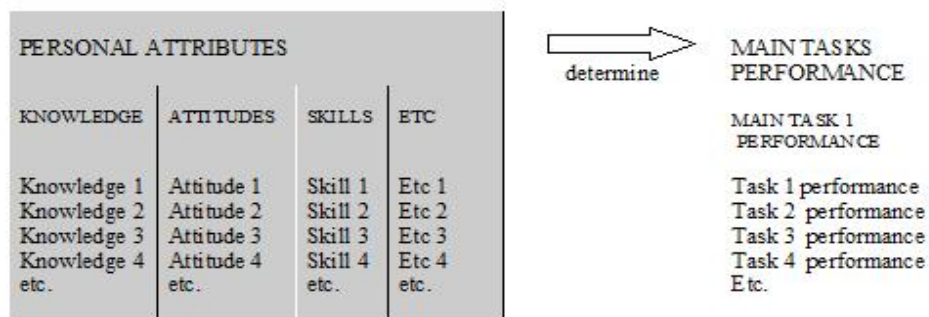 PERSONAL ATTRIBUTES
KNOWLEDGE ATTITUDES SKILLS ETC
Knowledge 1 Attitude 1 Skill 1 Etc 1
Knowledge 2 Attitude 2 Skill 2 Etc 2
Knowledge 3 Attitude 3 Skill 3 Etc 3
Knowledge 4 Attitude 4 Skill 4 Etc 4
etc. etc. etc. etc.
determine
MAIN TASKS
PERFORMANCE
MAIN TASK 1
PERFORMANCE
Task 1 performance
Task 2 performance
Task 3 performance
Task 4 performance
Etc.